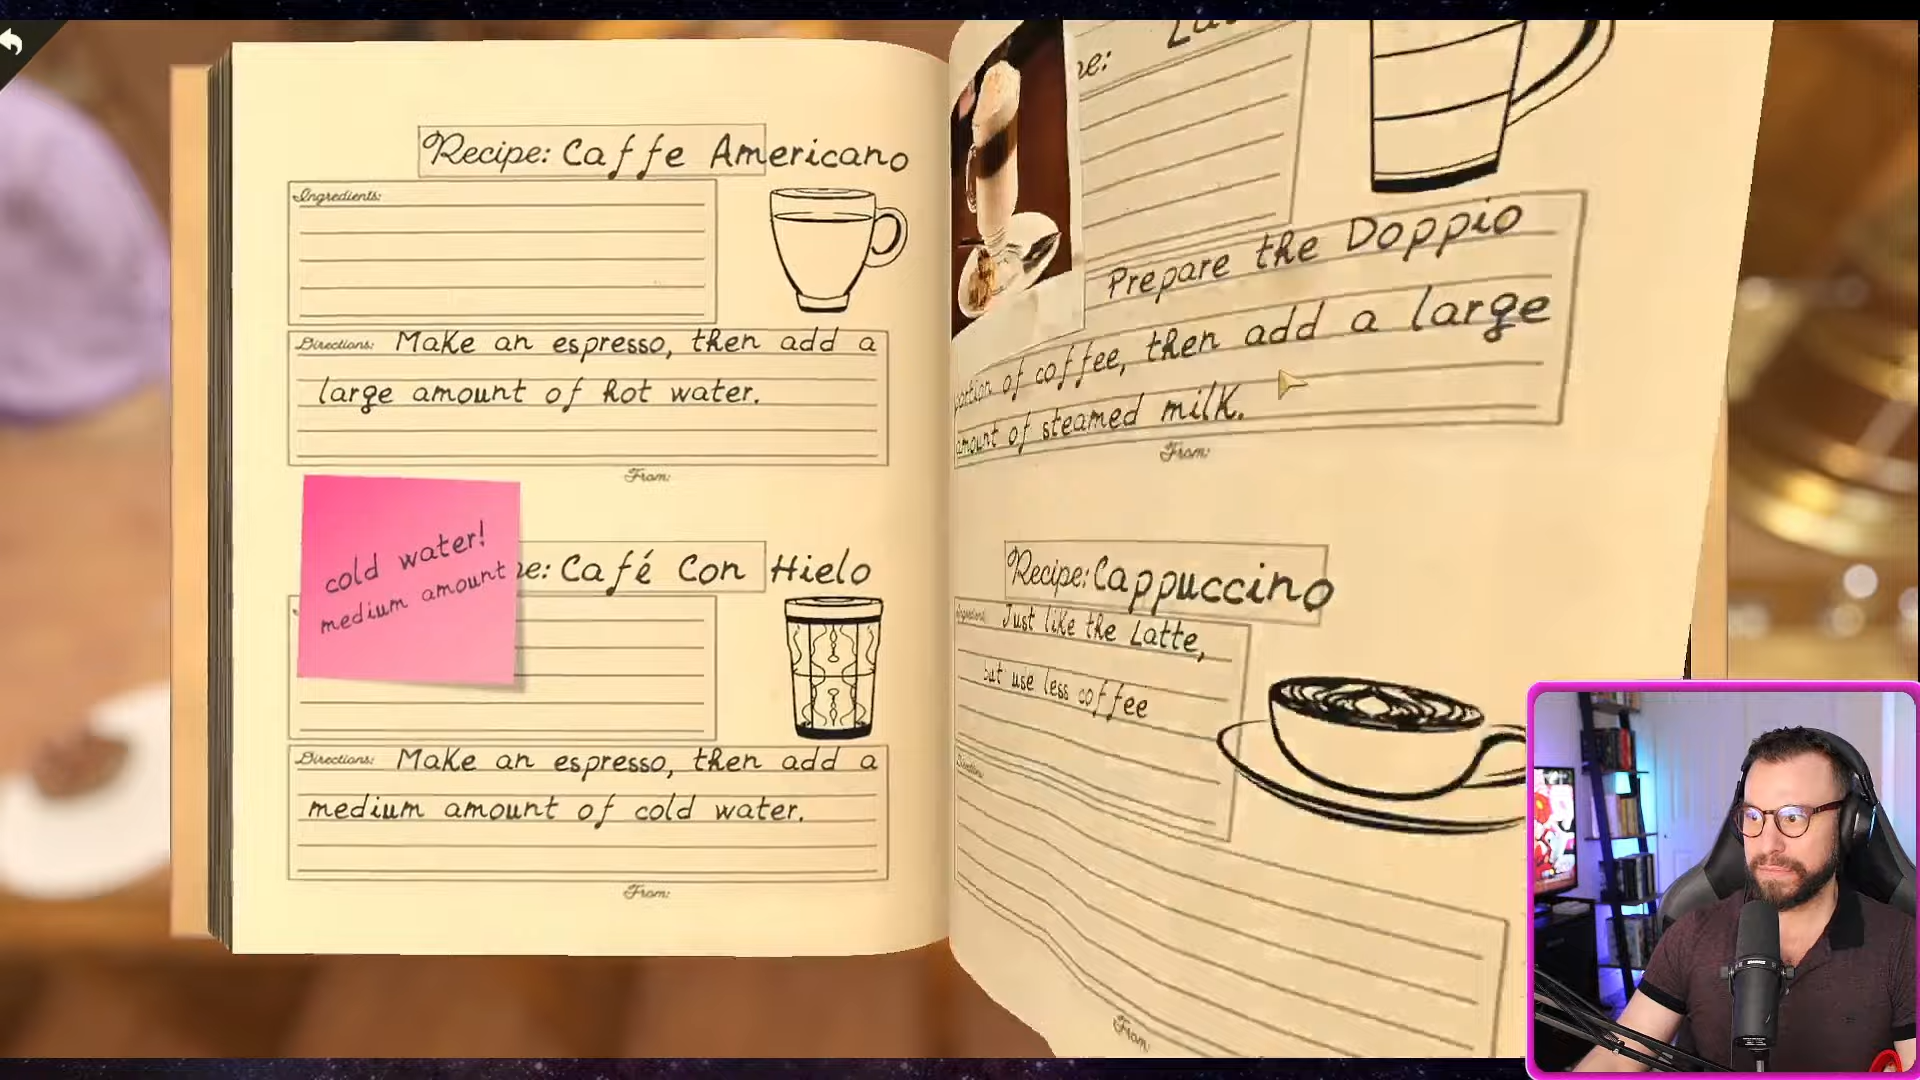 Recipe: Caffe Americano
Ingredients:
Directions: Make an espresso, then add a
large amount of hot water.
From:
cold water!
medium amount
Café Con Hielo
Directions: Make an espresso, then add a
medium amount of cold water.
From:
Prepare the Doppio
portion of coffee, then add a large
amount of steamed milk.
From:
Recipe: Cappuccino
Ingredients: Just like the Latte,
but use less coffee
Directions:
From: